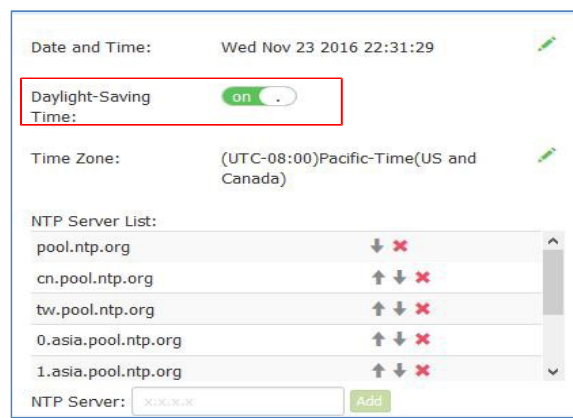 Date and Time: Wed Nov 23 2016 22:31:29
Daylight-Saving on .
Time:
Time Zone: (UTC-08:00)Pacific-Time(US and
Canada)
NTP Server List:
pool.ntp.org
cn.pool.ntp.org
tw.pool.ntp.org
0.asia.pool.ntp.org
1.asia.pool.ntp.org
NTP Server: x.x.x.x Add